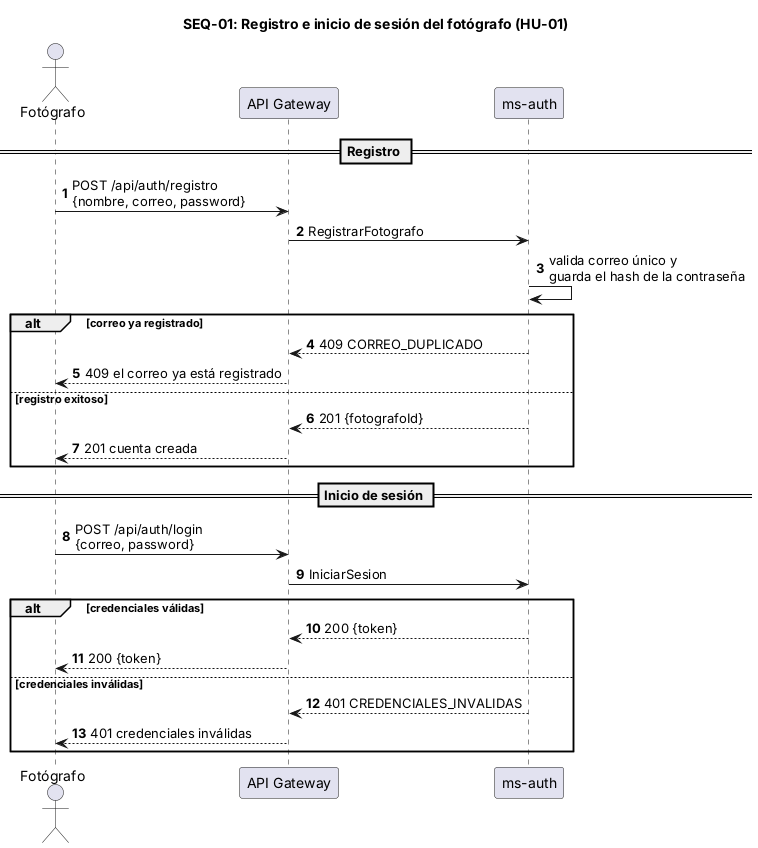 SEQ-01: Registro e inicio de sesión del fotógrafo (HU-01)
Fotógrafo
API Gateway
ms-auth
Registro
1 POST /api/auth/registro
{nombre, correo, password}
2 RegistrarFotografo
3 valida correo único y
guarda el hash de la contraseña
alt [correo ya registrado]
4 409 CORREO_DUPLICADO
5 409 el correo ya está registrado
[registro exitoso]
6 201 {fotografoId}
7 201 cuenta creada
Inicio de sesión
8 POST /api/auth/login
{correo, password}
9 IniciarSesion
alt [credenciales válidas]
10 200 {token}
11 200 {token}
[credenciales inválidas]
12 401 CREDENCIALES_INVALIDAS
13 401 credenciales inválidas
Fotógrafo
API Gateway
ms-auth